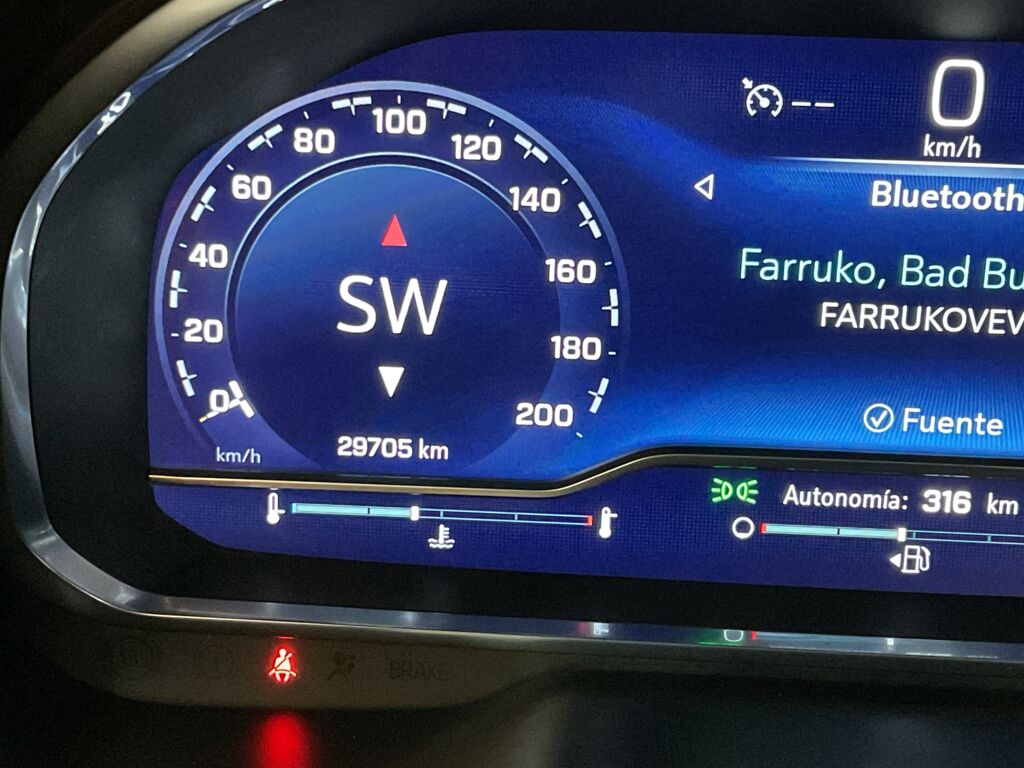 0
km/h
Bluetooth
Farruko, Bad Bu
FARRUKOVEV
Fuente
0
20
40
60
80
100
120
140
160
180
200
SW
km/h
29705 km
Autonomía: 316 km
BRAK